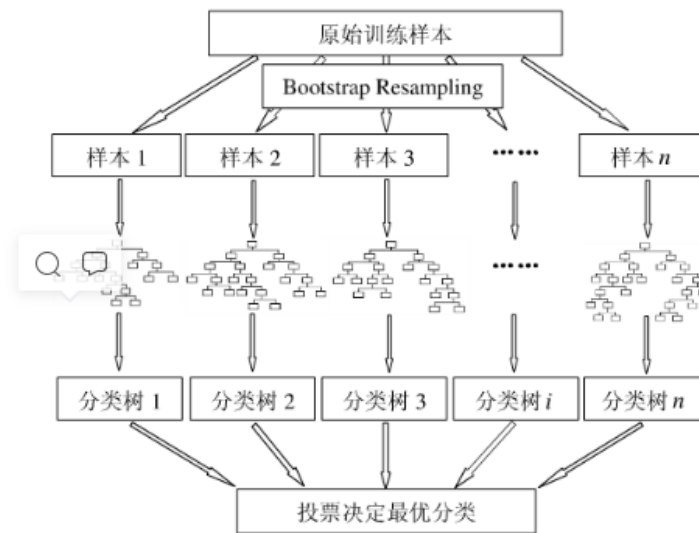 原始训练样本
Bootstrap Resampling
样本 1
样本 2
样本 3
……
样本 n
……
分类树 1
分类树 2
分类树 3
分类树 i
分类树 n
投票决定最优分类